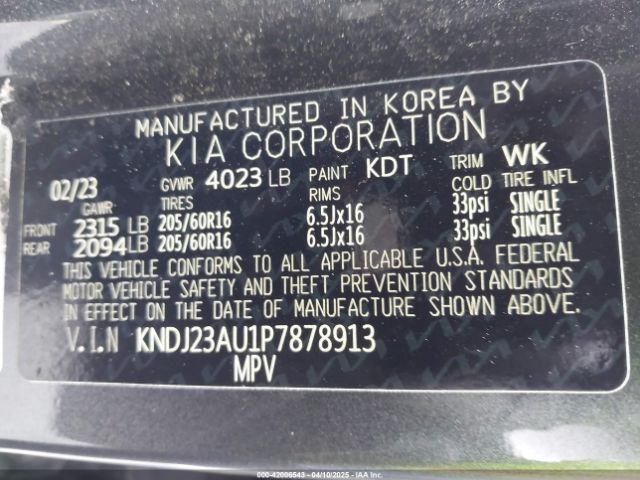 MANUFACTURED IN KOREA BY
KIA CORPORATION
02/23 GVWR 4023 LB PAINT KDT TRIM WK
GAWR TIRES RIMS COLD TIRE INFL
FRONT 2315 LB 205/60R16 6.5Jx16 33psi SINGLE
REAR 2094 LB 205/60R16 6.5Jx16 33psi SINGLE
THIS VEHICLE CONFORMS TO ALL APPLICABLE U.S.A. FEDERAL
MOTOR VEHICLE SAFETY AND THEFT PREVENTION STANDARDS
IN EFFECT ON THE DATE OF MANUFACTURE SHOWN ABOVE.
V.I.N KNDJ23AU1P7878913
MPV
000-42006543 - 04/10/2025 - IAA Inc.